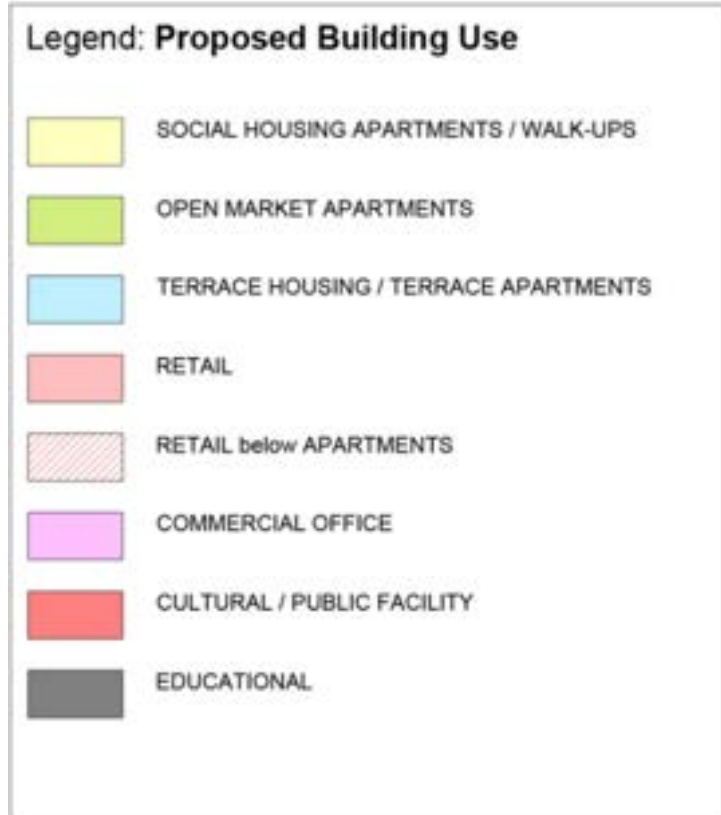 Legend: Proposed Building Use
SOCIAL HOUSING APARTMENTS / WALK-UPS
OPEN MARKET APARTMENTS
TERRACE HOUSING / TERRACE APARTMENTS
RETAIL
RETAIL below APARTMENTS
COMMERCIAL OFFICE
CULTURAL / PUBLIC FACILITY
EDUCATIONAL